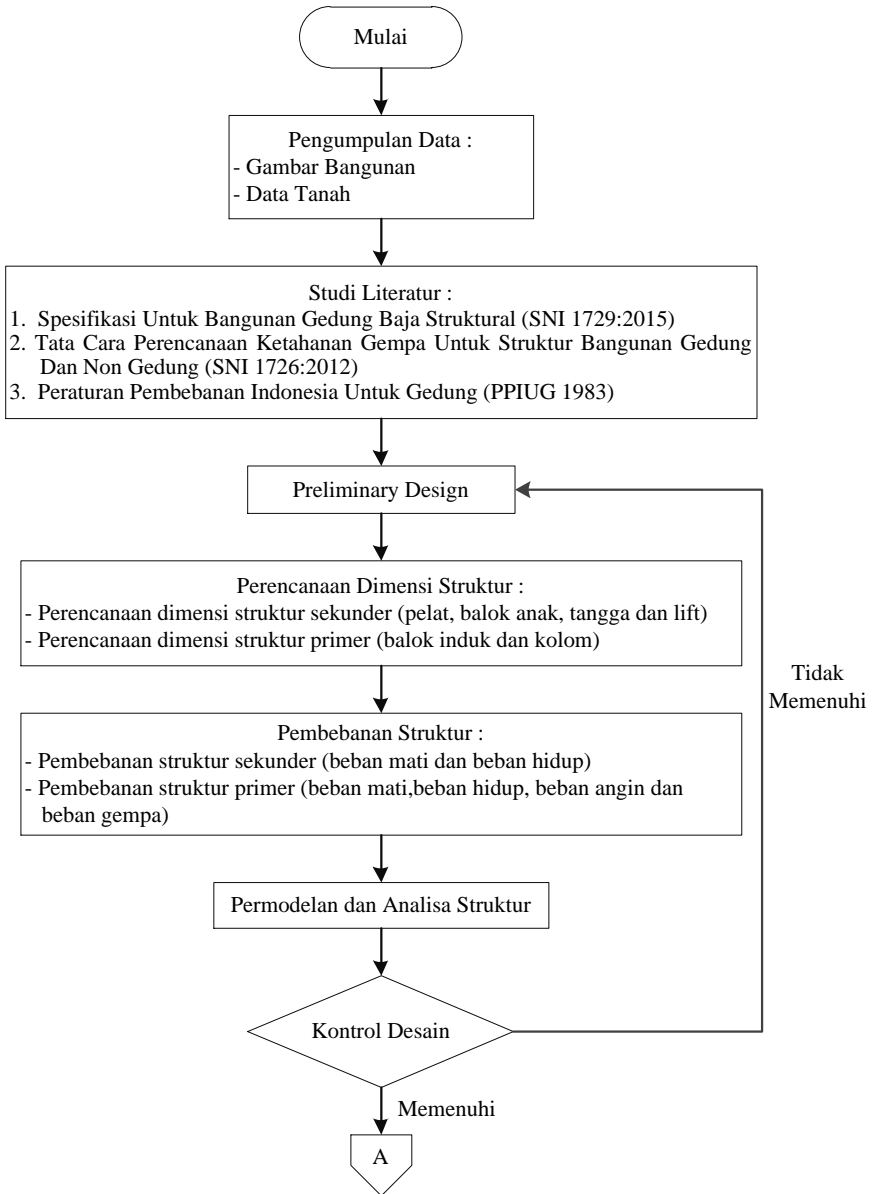 Mulai
Pengumpulan Data :
- Gambar Bangunan
- Data Tanah
Studi Literatur :
1. Spesifikasi Untuk Bangunan Gedung Baja Struktural (SNI 1729:2015)
2. Tata Cara Perencanaan Ketahanan Gempa Untuk Struktur Bangunan Gedung
Dan Non Gedung (SNI 1726:2012)
3. Peraturan Pembebanan Indonesia Untuk Gedung (PPIUG 1983)
Preliminary Design
Perencanaan Dimensi Struktur :
- Perencanaan dimensi struktur sekunder (pelat, balok anak, tangga dan lift)
- Perencanaan dimensi struktur primer (balok induk dan kolom)
Tidak
Memenuhi
Pembebanan Struktur :
- Pembebanan struktur sekunder (beban mati dan beban hidup)
- Pembebanan struktur primer (beban mati,beban hidup, beban angin dan
beban gempa)
Permodelan dan Analisa Struktur
Kontrol Desain
Memenuhi
A